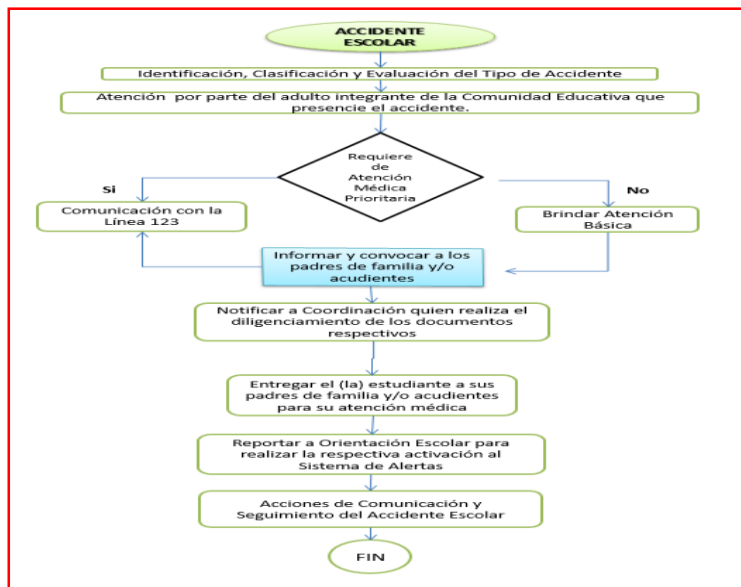 ACCIDENTE
ESCOLAR
Identificación, Clasificación y Evaluación del Tipo de Accidente
Atención por parte del adulto integrante de la Comunidad Educativa que
presencie el accidente.
Requiere
de
Atención
Médica
Prioritaria
Si
No
Comunicación con la
Línea 123
Brindar Atención
Básica
Informar y convocar a los
padres de familia y/o
acudientes
Notificar a Coordinación quien realiza el
diligenciamiento de los documentos
respectivos
Entregar el (la) estudiante a sus
padres de familia y/o acudientes
para su atención médica
Reportar a Orientación Escolar para
realizar la respectiva activación al
Sistema de Alertas
Acciones de Comunicación y
Seguimiento del Accidente Escolar
FIN